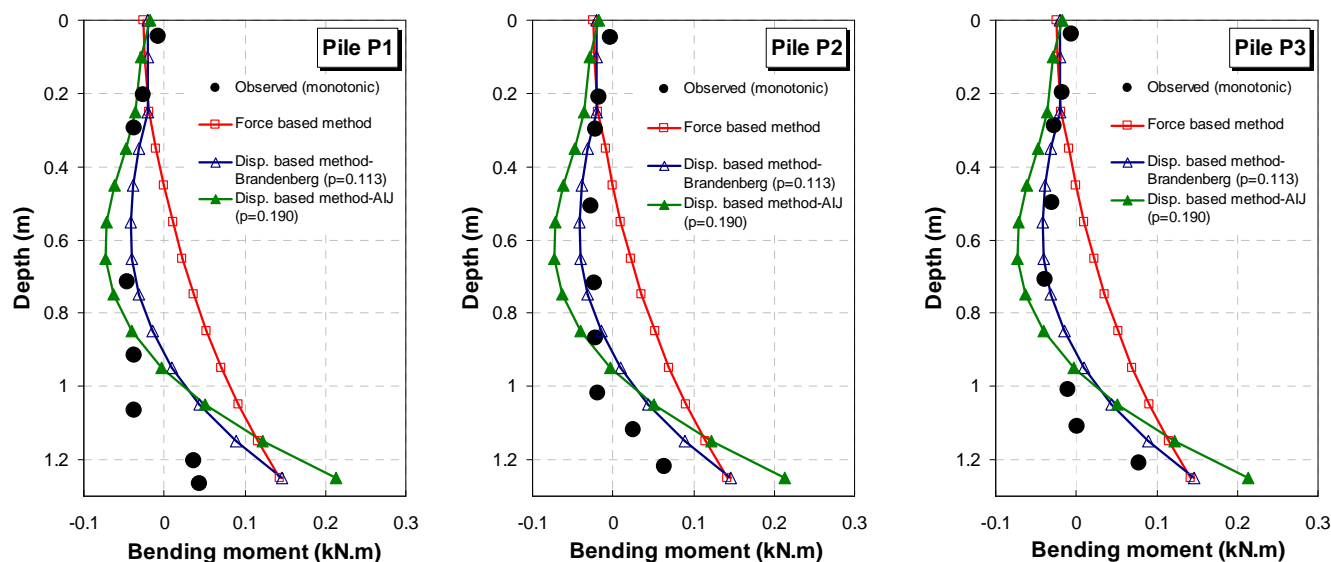 Pile P1
Depth (m)
0
0.2
0.4
0.6
0.8
1
1.2
Observed (monotonic)
Force based method
Disp. based method-
Brandenberg (p=0.113)
Disp. based method-AIJ
(p=0.190)
-0.1 0 0.1 0.2 0.3
Bending moment (kN.m)
Pile P2
Depth (m)
0
0.2
0.4
0.6
0.8
1
1.2
Observed (monotonic)
Force based method
Disp. based method-
Brandenberg (p=0.113)
Disp. based method-AIJ
(p=0.190)
-0.1 0 0.1 0.2 0.3
Bending moment (kN.m)
Pile P3
Depth (m)
0
0.2
0.4
0.6
0.8
1
1.2
Observed (monotonic)
Force based method
Disp. based method-
Brandenberg (p=0.113)
Disp. based method-AIJ
(p=0.190)
-0.1 0 0.1 0.2 0.3
Bending moment (kN.m)